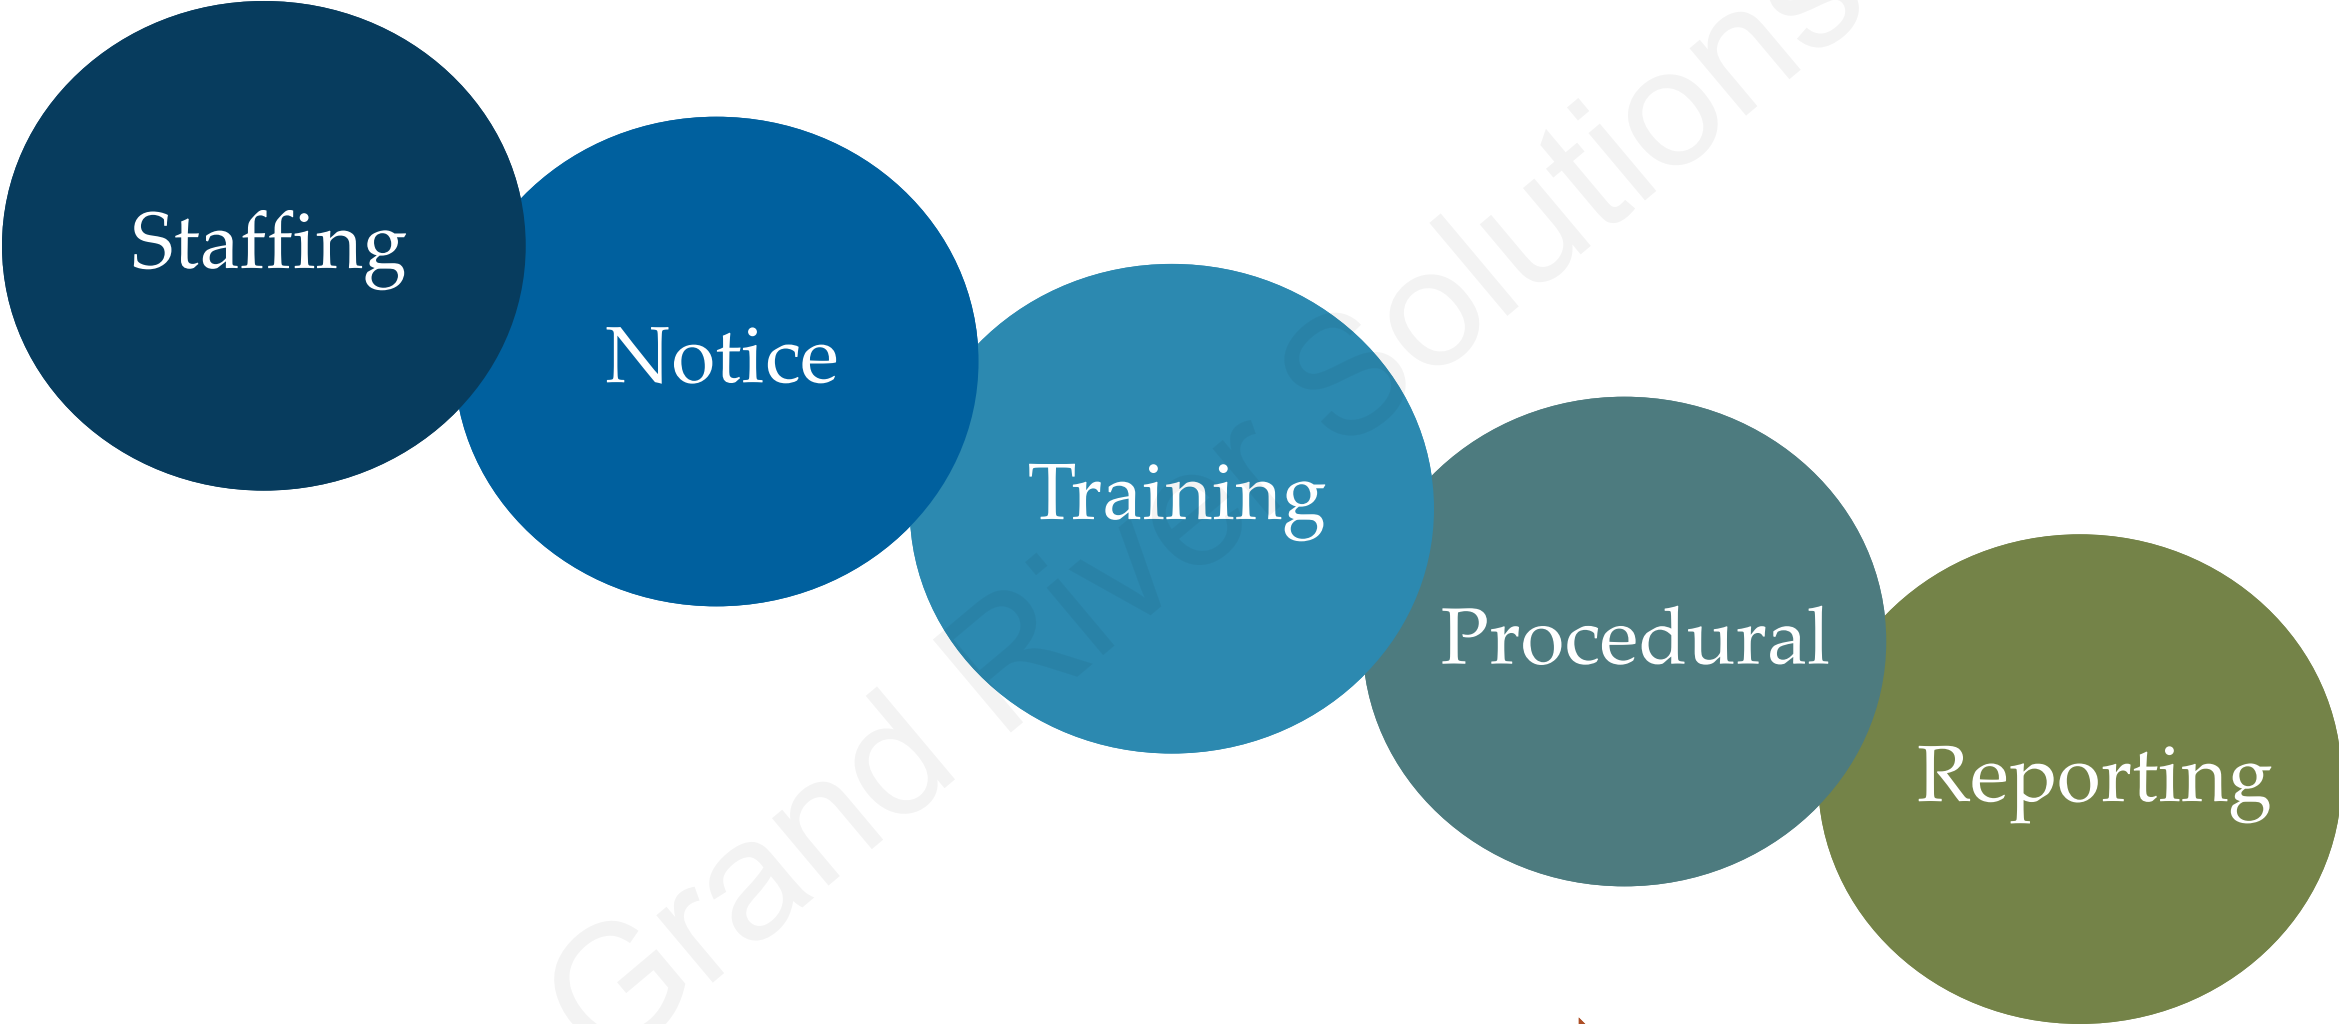 Staffing
Notice
Training
Procedural
Reporting
Grand River Solutions